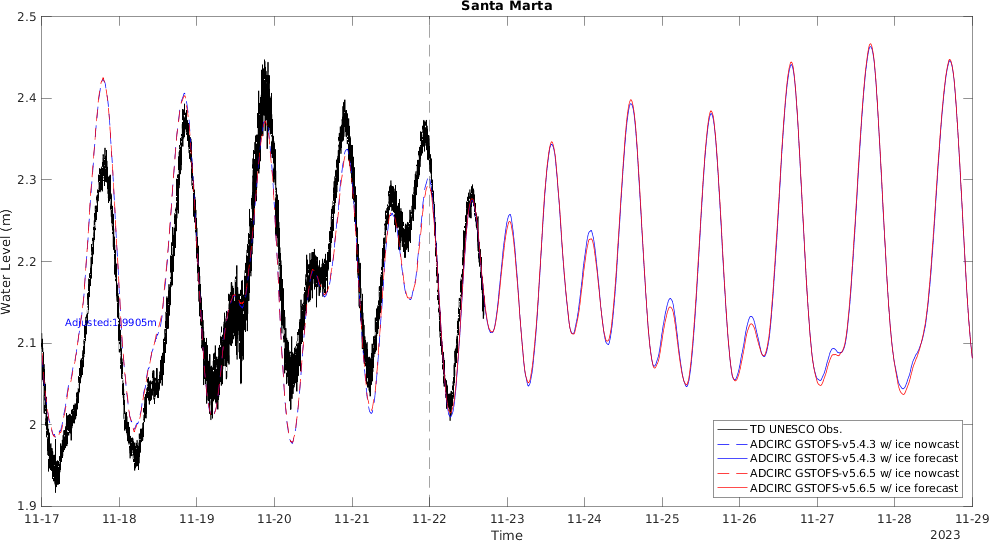 Santa Marta
2.5
2.4
2.3
2.2
2.1
2
1.9
Water Level (m)
Adjusted:1.9905m
TD UNESCO Obs.
ADCIRC GSTOFS-v5.4.3 w/ ice nowcast
ADCIRC GSTOFS-v5.4.3 w/ ice forecast
ADCIRC GSTOFS-v5.6.5 w/ ice nowcast
ADCIRC GSTOFS-v5.6.5 w/ ice forecast
11-17 11-18 11-19 11-20 11-21 11-22 11-23 11-24 11-25 11-26 11-27 11-28 11-29
Time
2023